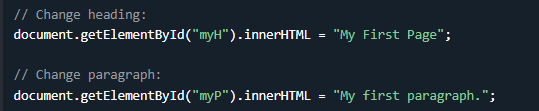 // Change heading:
document.getElementById("myH").innerHTML = "My First Page";
// Change paragraph:
document.getElementById("myP").innerHTML = "My first paragraph.";